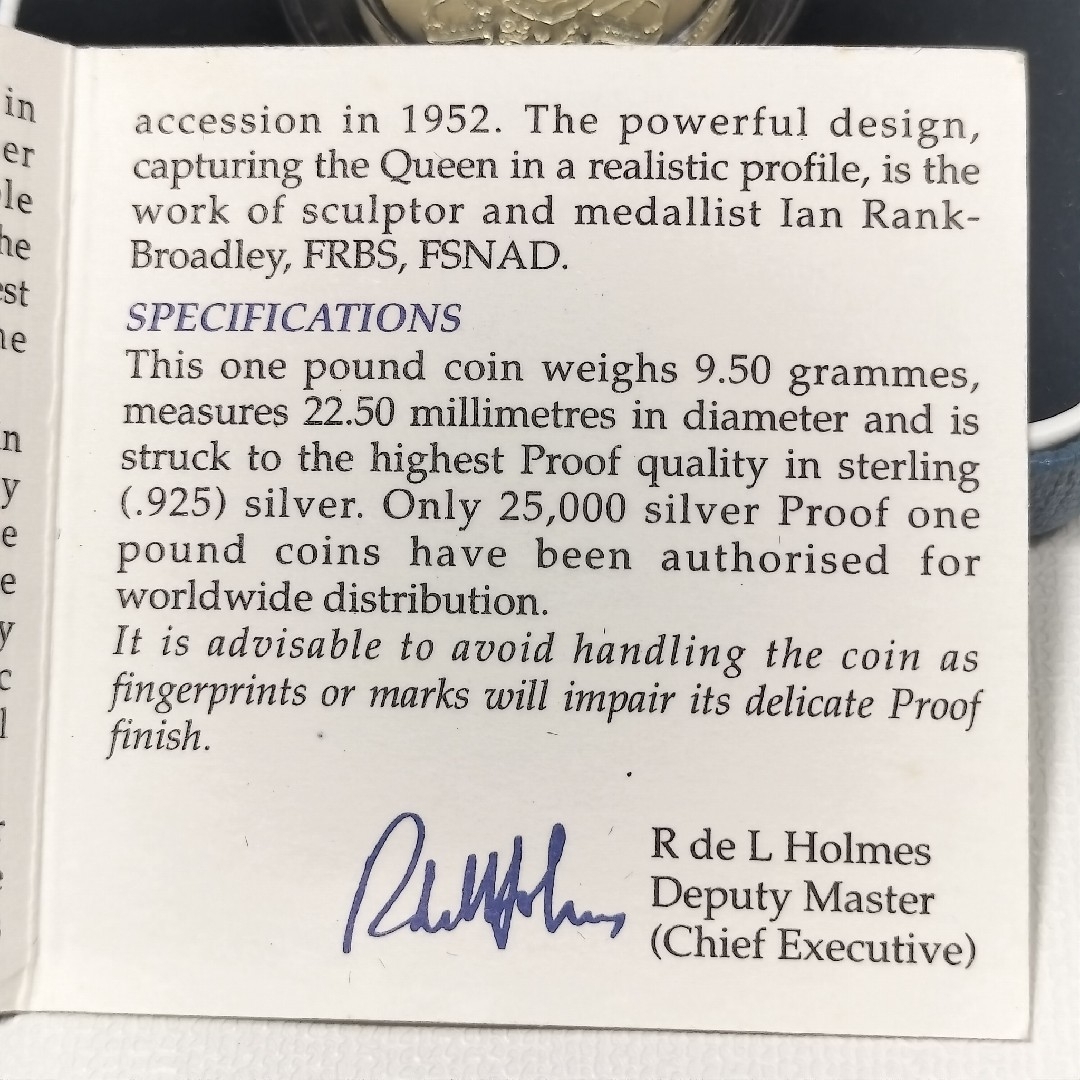 accession in 1952. The powerful design,
capturing the Queen in a realistic profile, is the
work of sculptor and medallist Ian Rank-
Broadley, FRBS, FSNAD.
SPECIFICATIONS
This one pound coin weighs 9.50 grammes,
measures 22.50 millimetres in diameter and is
struck to the highest Proof quality in sterling
(.925) silver. Only 25,000 silver Proof one
pound coins have been authorised for
worldwide distribution.
It is advisable to avoid handling the coin as
fingerprints or marks will impair its delicate Proof
finish.
R de L Holmes
Deputy Master
(Chief Executive)